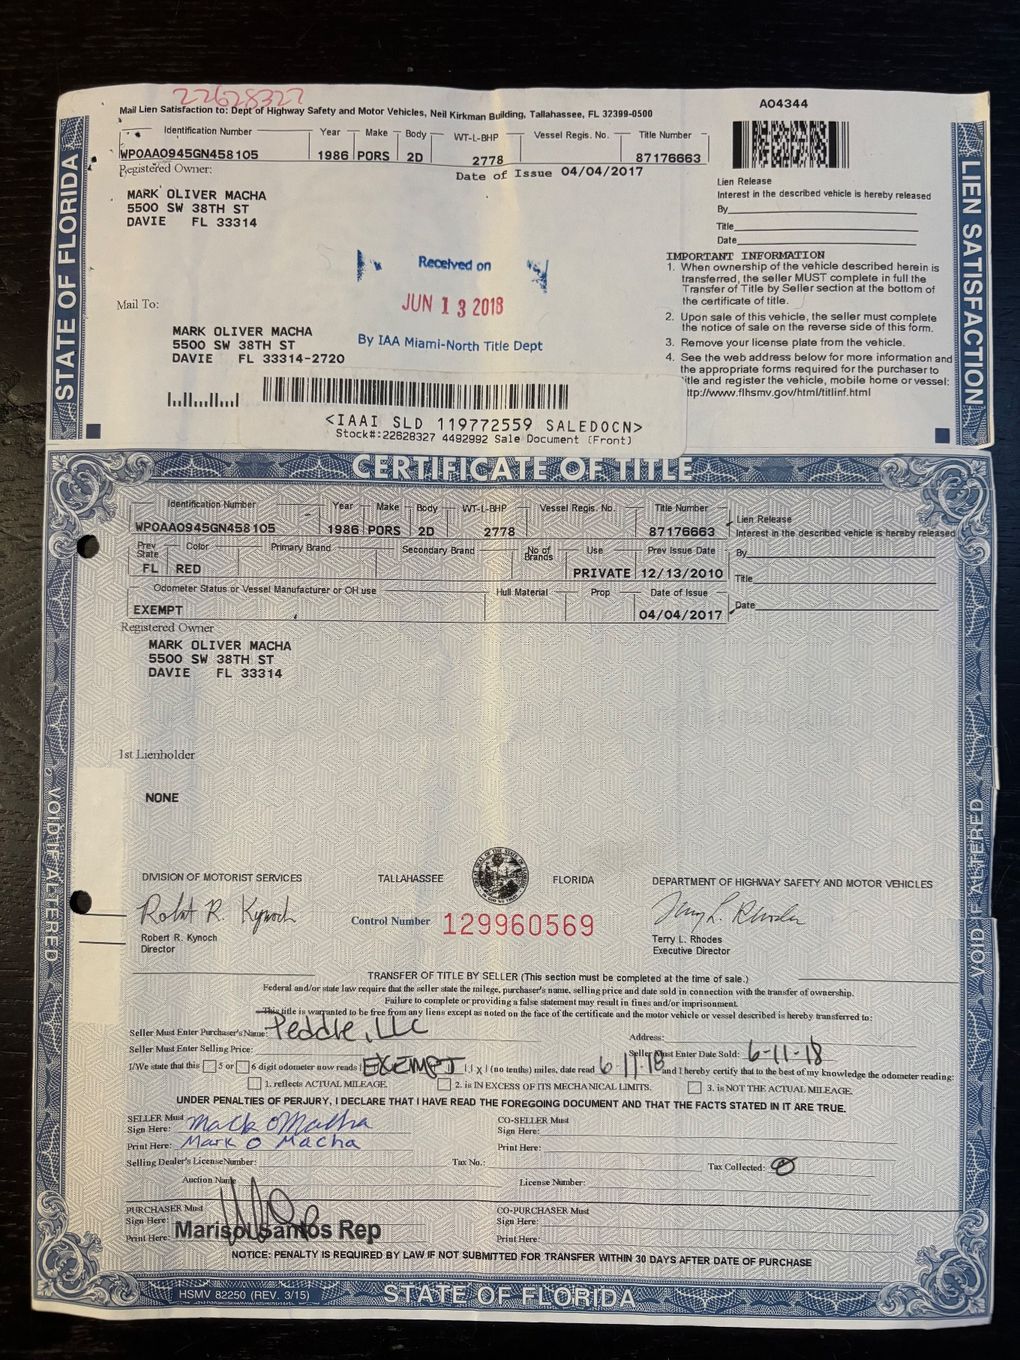 22628327
Mail Lien Satisfaction to: Dept of Highway Safety and Motor Vehicles, Neil Kirkman Building, Tallahassee, FL 32399-0500
A04344
Identification Number Year Make Body WT-L-BHP Vessel Regis. No. Title Number
WP0AA0945GN458105 1986 PORS 2D 2778 87176663
Registered Owner: Date of Issue 04/04/2017
MARK OLIVER MACHA
5500 SW 38TH ST
DAVIE FL 33314
Lien Release
Interest in the described vehicle is hereby released
By
Title
Date
IMPORTANT INFORMATION
1. When ownership of the vehicle described herein is
transferred, the seller MUST complete in full the
Transfer of Title by Seller section at the bottom of
the certificate of title.
2. Upon sale of this vehicle, the seller must complete
the notice of sale on the reverse side of this form.
3. Remove your license plate from the vehicle.
4. See the web address below for more information and
the appropriate forms required for the purchaser to
itle and register the vehicle, mobile home or vessel:
ttp://www.flhsmv.gov/html/titlinf.html
Received on
JUN 13 2018
By IAA Miami-North Title Dept
Mail To:
MARK OLIVER MACHA
5500 SW 38TH ST
DAVIE FL 33314-2720
<IAAI SLD 119772559 SALEDOCN>
Stock#:22628327 4492992 Sale Document (Front)
STATE OF FLORIDA
LIEN SATISFACTION
CERTIFICATE OF TITLE
Identification Number Year Make Body WT-L-BHP Vessel Regis. No. Title Number
WP0AA0945GN458105 1986 PORS 2D 2778 87176663
Lien Release
Interest in the described vehicle is hereby released
By
Title
Date
Prev State Color Primary Brand Secondary Brand No of Brands Use Prev Issue Date
FL RED PRIVATE 12/13/2010
Odometer Status or Vessel Manufacturer or OH use Hull Material Prop Date of Issue
EXEMPT 04/04/2017
Registered Owner
MARK OLIVER MACHA
5500 SW 38TH ST
DAVIE FL 33314
1st Lienholder
NONE
VOID IF ALTERED
VOID IF ALTERED
DIVISION OF MOTORIST SERVICES TALLAHASSEE FLORIDA DEPARTMENT OF HIGHWAY SAFETY AND MOTOR VEHICLES
Robert R. Kynoch
Director
Control Number 129960569
Terry L. Rhodes
Executive Director
TRANSFER OF TITLE BY SELLER (This section must be completed at the time of sale.)
Federal and/or state law require that the seller state the milege, purchaser's name, selling price and date sold in connection with the transfer of ownership.
Failure to complete or providing a false statement may result in fines and/or imprisonment.
This title is warranted to be free from any liens except as noted on the face of the certificate and the motor vehicle or vessel described is hereby transferred to:
Seller Must Enter Purchaser's Name: Peddle, LLC Address:
Seller Must Enter Selling Price: Seller Must Enter Date Sold: 6-11-18
I/We state that this 5 or 6 digit odometer now reads EXEMPT (no tenths) miles, date read 6-11-18 and I hereby certify that to the best of my knowledge the odometer reading:
1. reflects ACTUAL MILEAGE. 2. is IN EXCESS OF ITS MECHANICAL LIMITS. 3. is NOT THE ACTUAL MILEAGE.
UNDER PENALTIES OF PERJURY, I DECLARE THAT I HAVE READ THE FOREGOING DOCUMENT AND THAT THE FACTS STATED IN IT ARE TRUE.
SELLER Must Sign Here: Mark O Macha CO-SELLER Must Sign Here:
Print Here: Mark O Macha Print Here:
Selling Dealer's License Number: Tax No.: Tax Collected:
Auction Name License Number:
PURCHASER Must Sign Here: CO-PURCHASER Must Sign Here:
Print Here: Marisol Santos Rep Print Here:
NOTICE: PENALTY IS REQUIRED BY LAW IF NOT SUBMITTED FOR TRANSFER WITHIN 30 DAYS AFTER DATE OF PURCHASE
HSMV 82250 (REV. 3/15) STATE OF FLORIDA